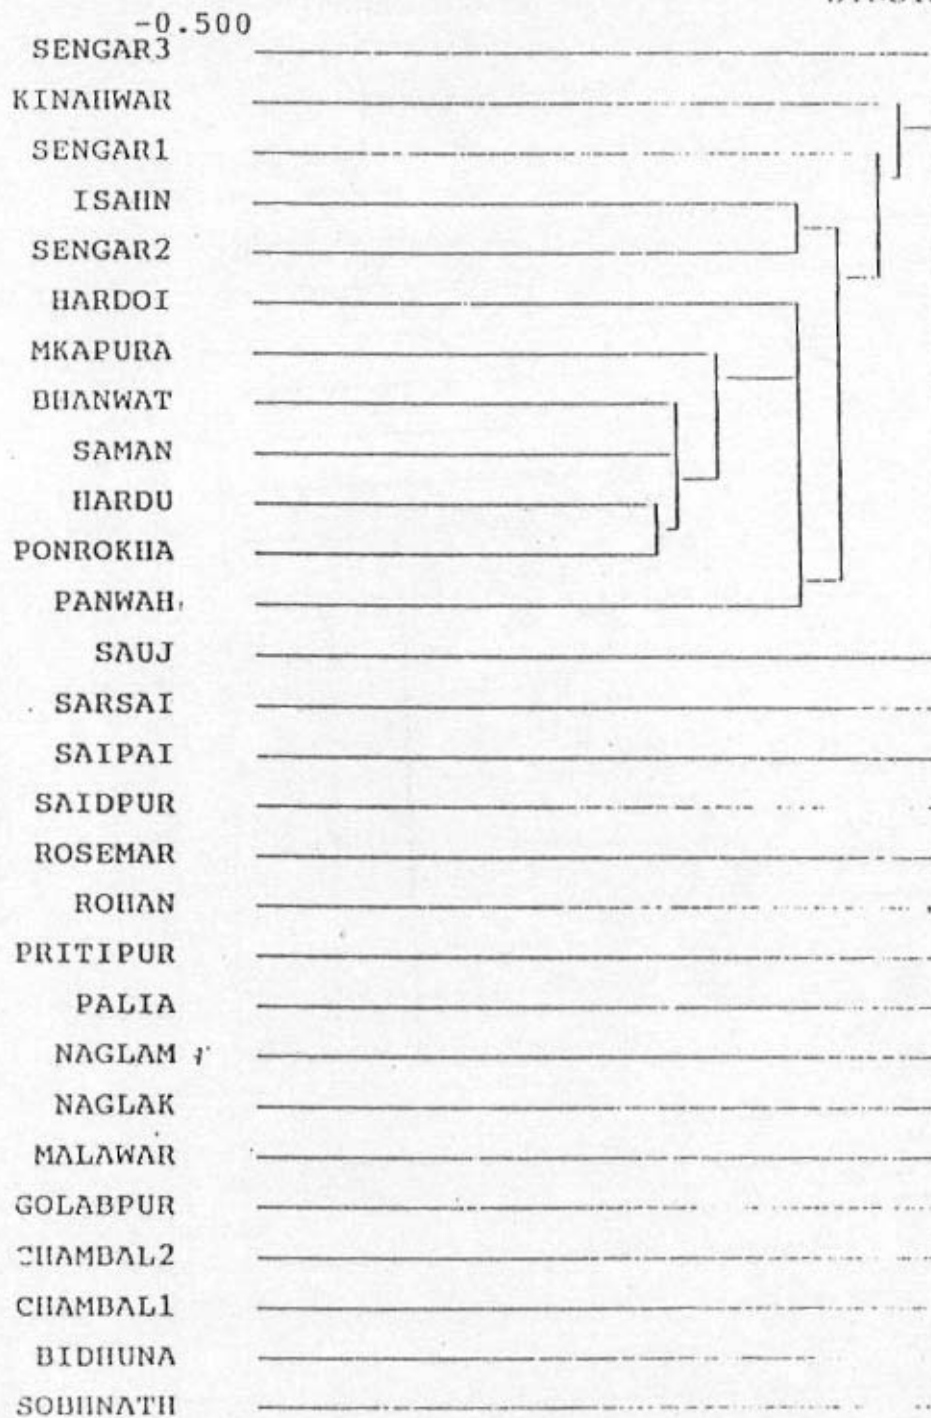 -0.500
SENGAR3
KINAHWAR
SENGAR1
ISAHN
SENGAR2
HARDOI
MKAPURA
BHANWAT
SAMAN
HARDU
PONROKHA
PANWAH
SAUJ
SARSAI
SAIPAI
SAIDPUR
ROSEMAR
ROHAN
PRITIPUR
PALIA
NAGLAM
NAGLAK
MALAWAR
GOLABPUR
CHAMBAL2
CHAMBAL1
BIDHUNA
SOBHNATH